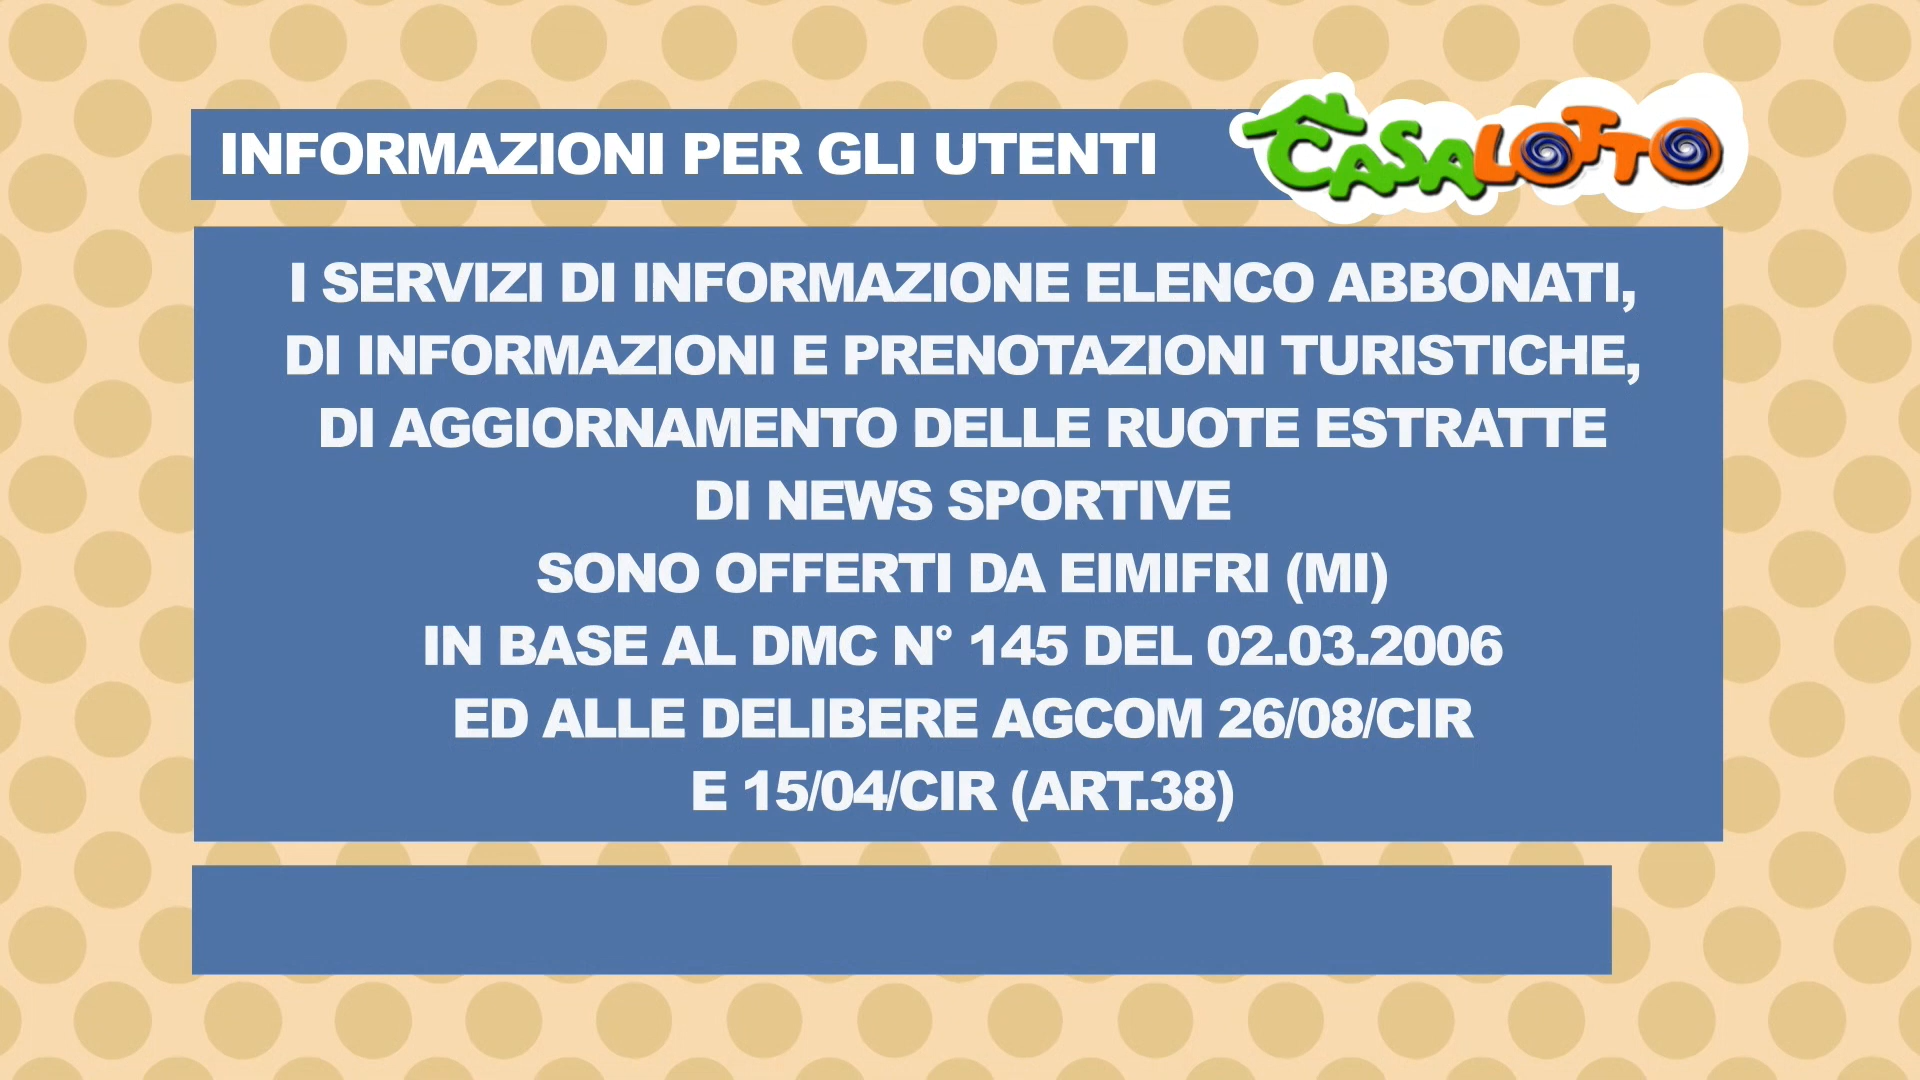 INFORMAZIONI PER GLI UTENTI
CASALOTTO
I SERVIZI DI INFORMAZIONE ELENCO ABBONATI,
DI INFORMAZIONI E PRENOTAZIONI TURISTICHE,
DI AGGIORNAMENTO DELLE RUOTE ESTRATTE
DI NEWS SPORTIVE
SONO OFFERTI DA EIMIFRI (MI)
IN BASE AL DMC N° 145 DEL 02.03.2006
ED ALLE DELIBERE AGCOM 26/08/CIR
E 15/04/CIR (ART.38)